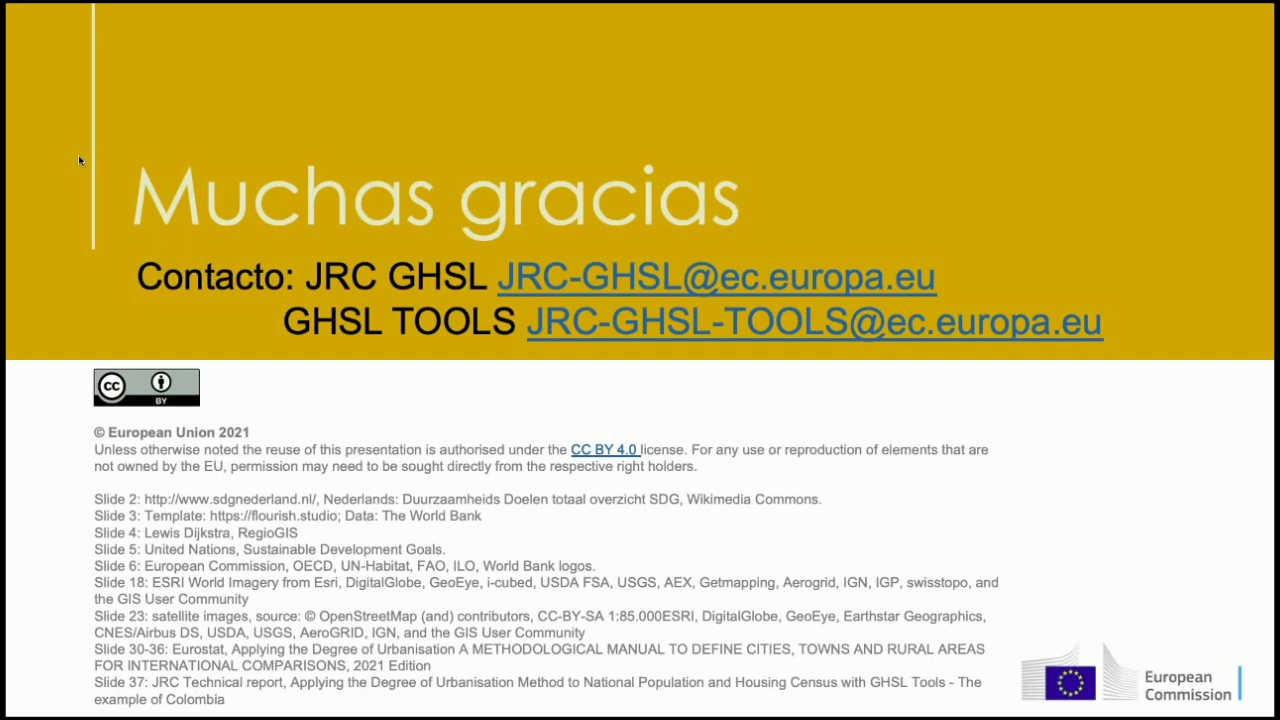 Muchas gracias
Contacto: JRC GHSL JRC-GHSL@ec.europa.eu
GHSL TOOLS JRC-GHSL-TOOLS@ec.europa.eu
cc
BY
© European Union 2021
Unless otherwise noted the reuse of this presentation is authorised under the CC BY 4.0 license. For any use or reproduction of elements that are
not owned by the EU, permission may need to be sought directly from the respective right holders.
Slide 2: http://www.sdgnederland.nl/, Nederlands: Duurzaamheids Doelen totaal overzicht SDG, Wikimedia Commons.
Slide 3: Template: https://flourish.studio; Data: The World Bank
Slide 4: Lewis Dijkstra, RegioGIS
Slide 5: United Nations, Sustainable Development Goals.
Slide 6: European Commission, OECD, UN-Habitat, FAO, ILO, World Bank logos.
Slide 18: ESRI World Imagery from Esri, DigitalGlobe, GeoEye, i-cubed, USDA FSA, USGS, AEX, Getmapping, Aerogrid, IGN, IGP, swisstopo, and
the GIS User Community
Slide 23: satellite images, source: © OpenStreetMap (and) contributors, CC-BY-SA 1:85.000ESRI, DigitalGlobe, GeoEye, Earthstar Geographics,
CNES/Airbus DS, USDA, USGS, AeroGRID, IGN, and the GIS User Community
Slide 30-36: Eurostat, Applying the Degree of Urbanisation A METHODOLOGICAL MANUAL TO DEFINE CITIES, TOWNS AND RURAL AREAS
FOR INTERNATIONAL COMPARISONS, 2021 Edition
Slide 37: JRC Technical report, Applying the Degree of Urbanisation Method to National Population and Housing Census with GHSL Tools - The
example of Colombia
European
Commission